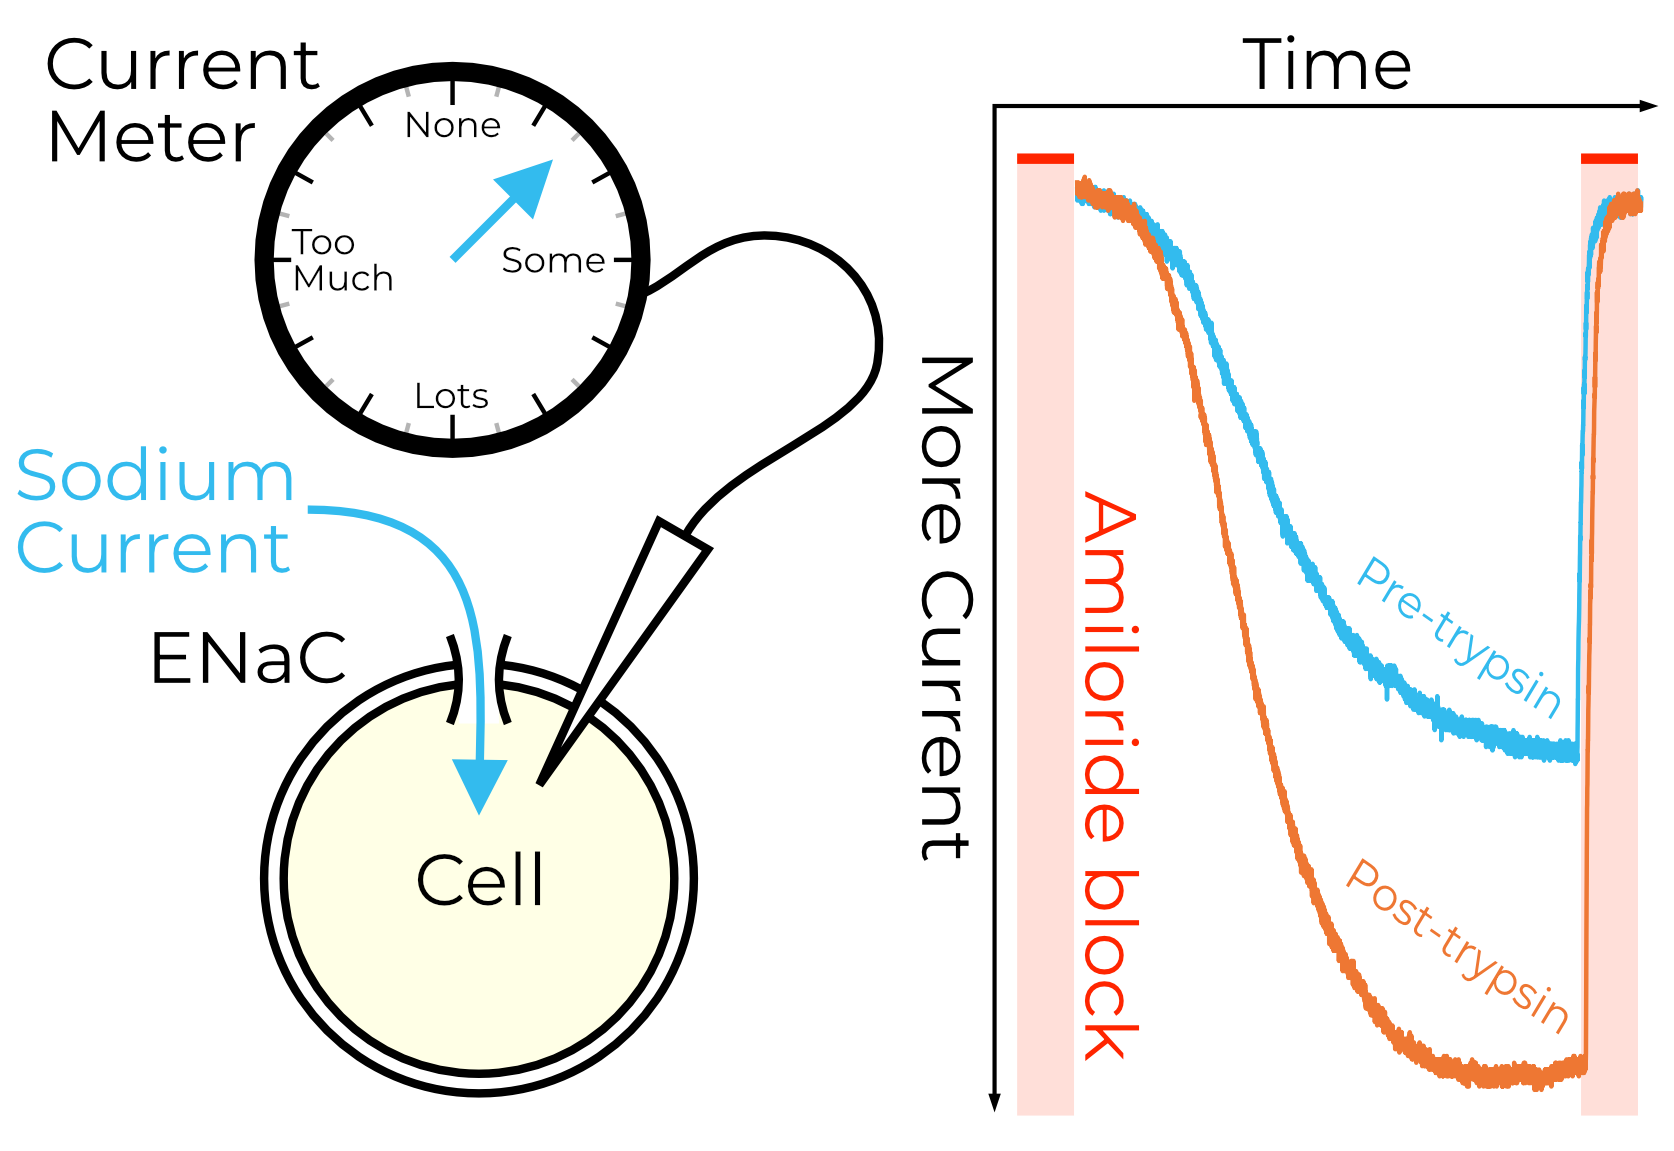 Current
Meter
None
Too
Much
Some
Lots
Sodium
Current
ENaC
Cell
Time
More Current
Amiloride block
Pre-trypsin
Post-trypsin